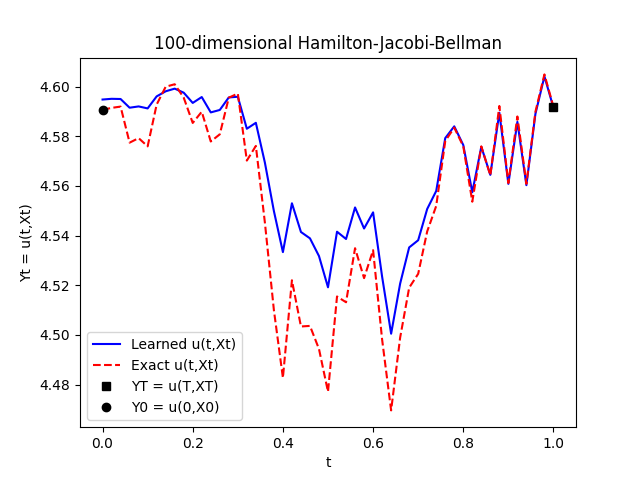 100-dimensional Hamilton-Jacobi-Bellman
Yt = u(t,Xt)
4.60
4.58
4.56
4.54
4.52
4.50
4.48
Learned u(t,Xt)
Exact u(t,Xt)
YT = u(T,XT)
Y0 = u(0,X0)
0.0 0.2 0.4 0.6 0.8 1.0
t